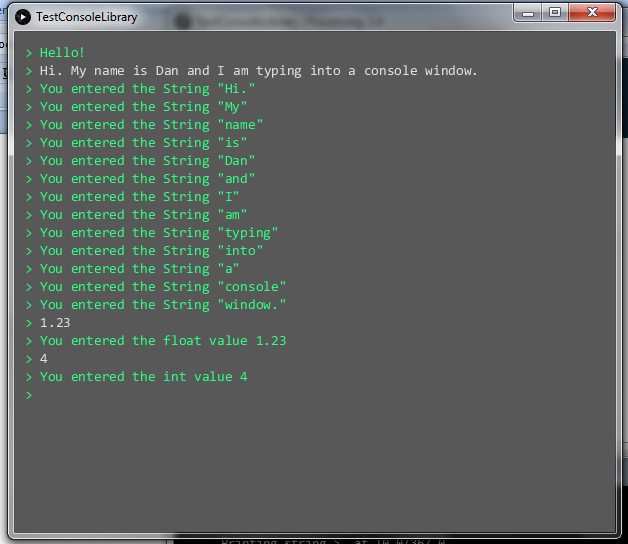 TestConsoleLibrary
> Hello!
> Hi. My name is Dan and I am typing into a console window.
> You entered the String "Hi."
> You entered the String "My"
> You entered the String "name"
> You entered the String "is"
> You entered the String "Dan"
> You entered the String "and"
> You entered the String "I"
> You entered the String "am"
> You entered the String "typing"
> You entered the String "into"
> You entered the String "a"
> You entered the String "console"
> You entered the String "window."
> 1.23
> You entered the float value 1.23
> 4
> You entered the int value 4
>